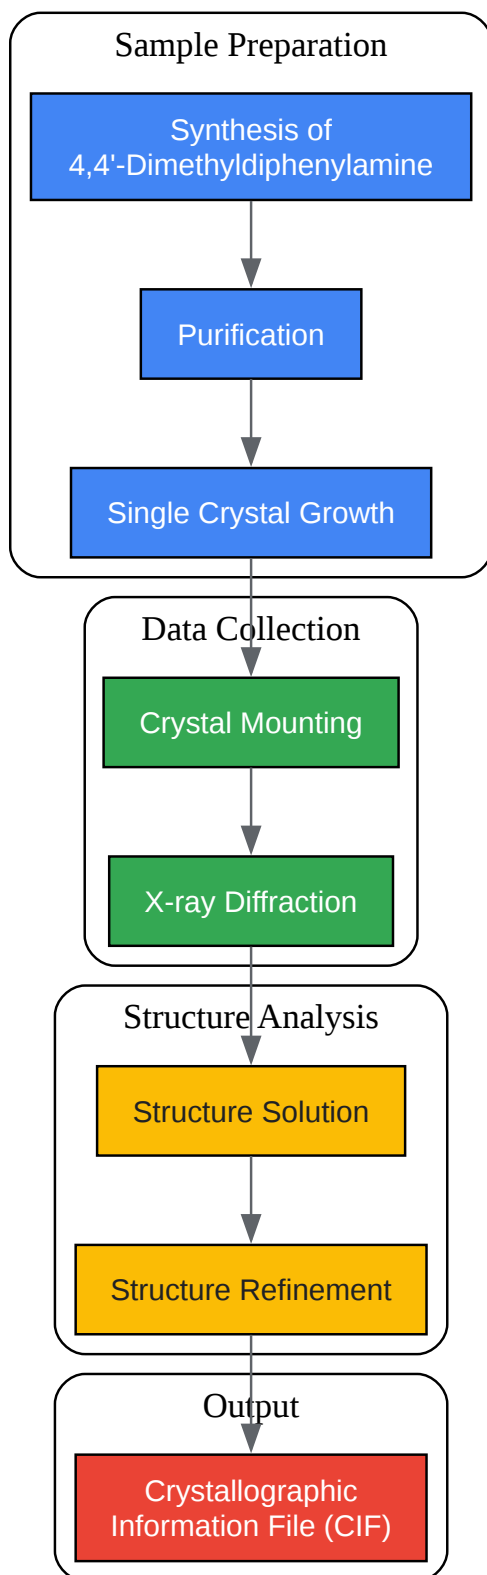 Sample Preparation
Synthesis of
4,4'-Dimethyldiphenylamine
Purification
Single Crystal Growth
Data Collection
Crystal Mounting
X-ray Diffraction
Structure Analysis
Structure Solution
Structure Refinement
Output
Crystallographic
Information File (CIF)